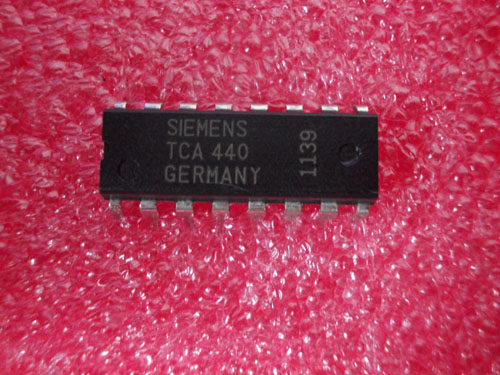 SIEMENS
TCA 440
GERMANY
1139